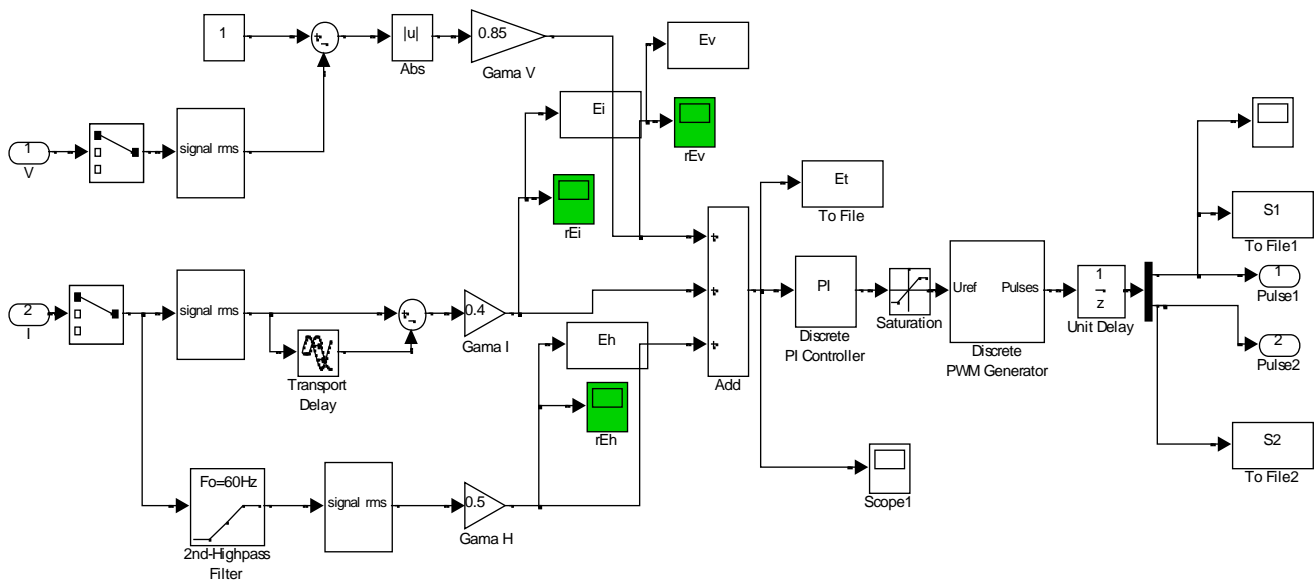 1
+
-
|u|
Abs
0.85
Gama V
Ev
rEv
Ei
rEi
1
V
signal rms
Et
To File
S1
To File1
2
I
signal rms
+
-
0.4
Gama I
Transport
Delay
Eh
rEh
+
+
+
Add
PI
Discrete
PI Controller
Saturation
Uref
Pulses
Discrete
PWM Generator
1
z
Unit Delay
1
Pulse1
2
Pulse2
S2
To File2
Scope1
Fo=60Hz
2nd-Highpass
Filter
signal rms
0.5
Gama H